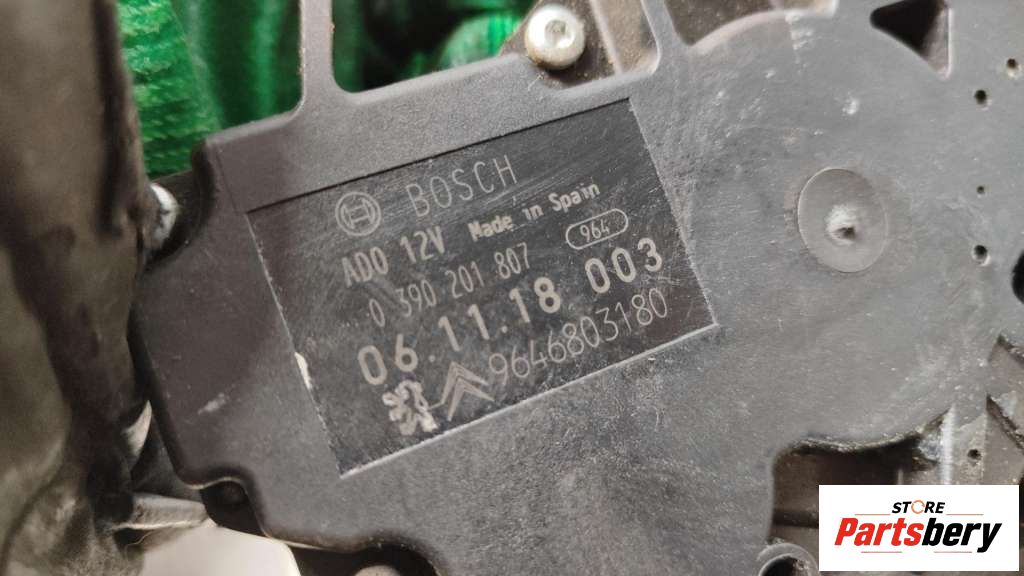 BOSCH
ADO 12V Made in Spain
0 390 201 807 964
06.11.18 003
9646803180
STORE
Partsbery